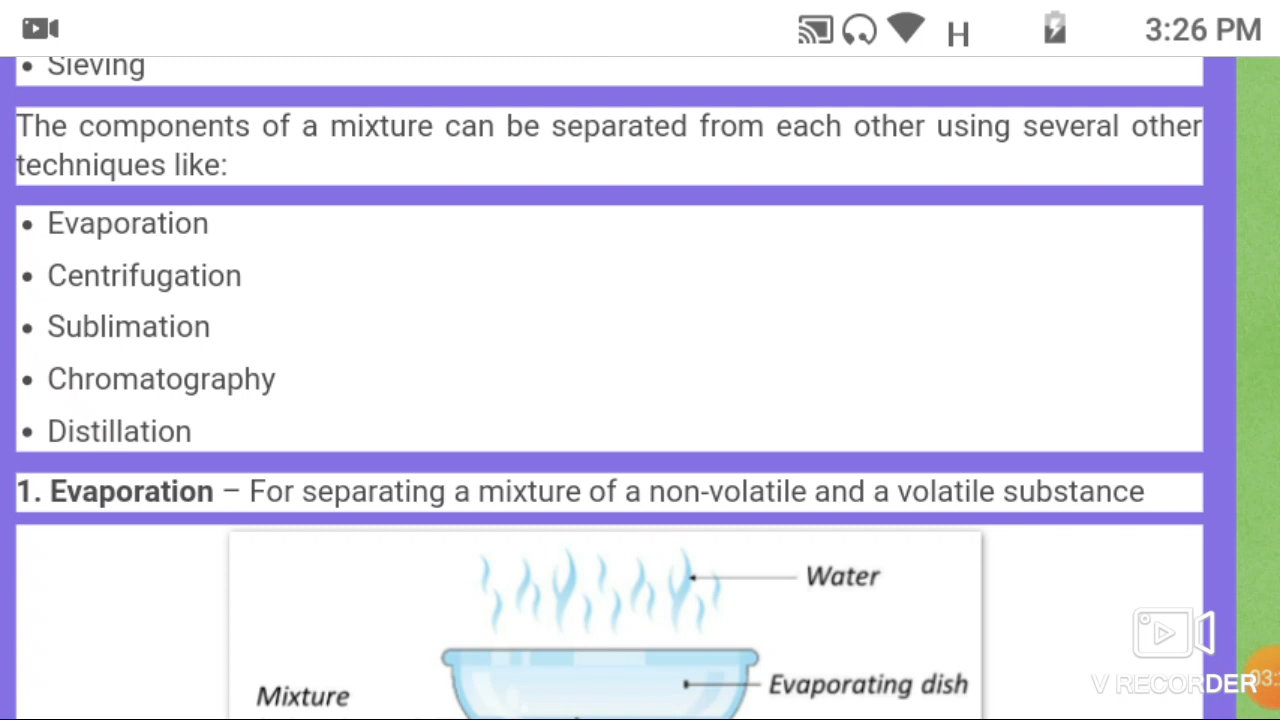 3:26 PM
H
• Sieving
The components of a mixture can be separated from each other using several other
techniques like:
• Evaporation
• Centrifugation
• Sublimation
• Chromatography
• Distillation
1. Evaporation – For separating a mixture of a non-volatile and a volatile substance
Water
Evaporating dish
Mixture
V RECORDER